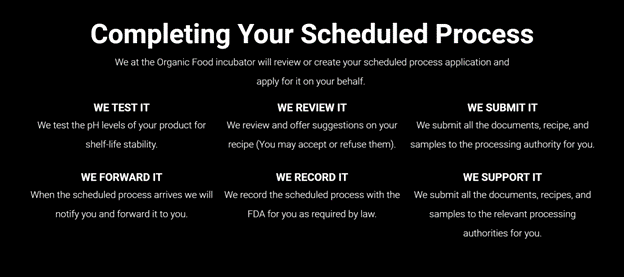 Completing Your Scheduled Process
We at the Organic Food incubator will review or create your scheduled process application and
apply for it on your behalf.
WE TEST IT
We test the pH levels of your product for
shelf-life stability.
WE REVIEW IT
We review and offer suggestions on your
recipe (You may accept or refuse them).
WE SUBMIT IT
We submit all the documents, recipe, and
samples to the processing authority for you.
WE FORWARD IT
When the scheduled process arrives we will
notify you and forward it to you.
WE RECORD IT
We record the scheduled process with the
FDA for you as required by law.
WE SUPPORT IT
We submit all the documents, recipes, and
samples to the relevant processing
authorities for you.